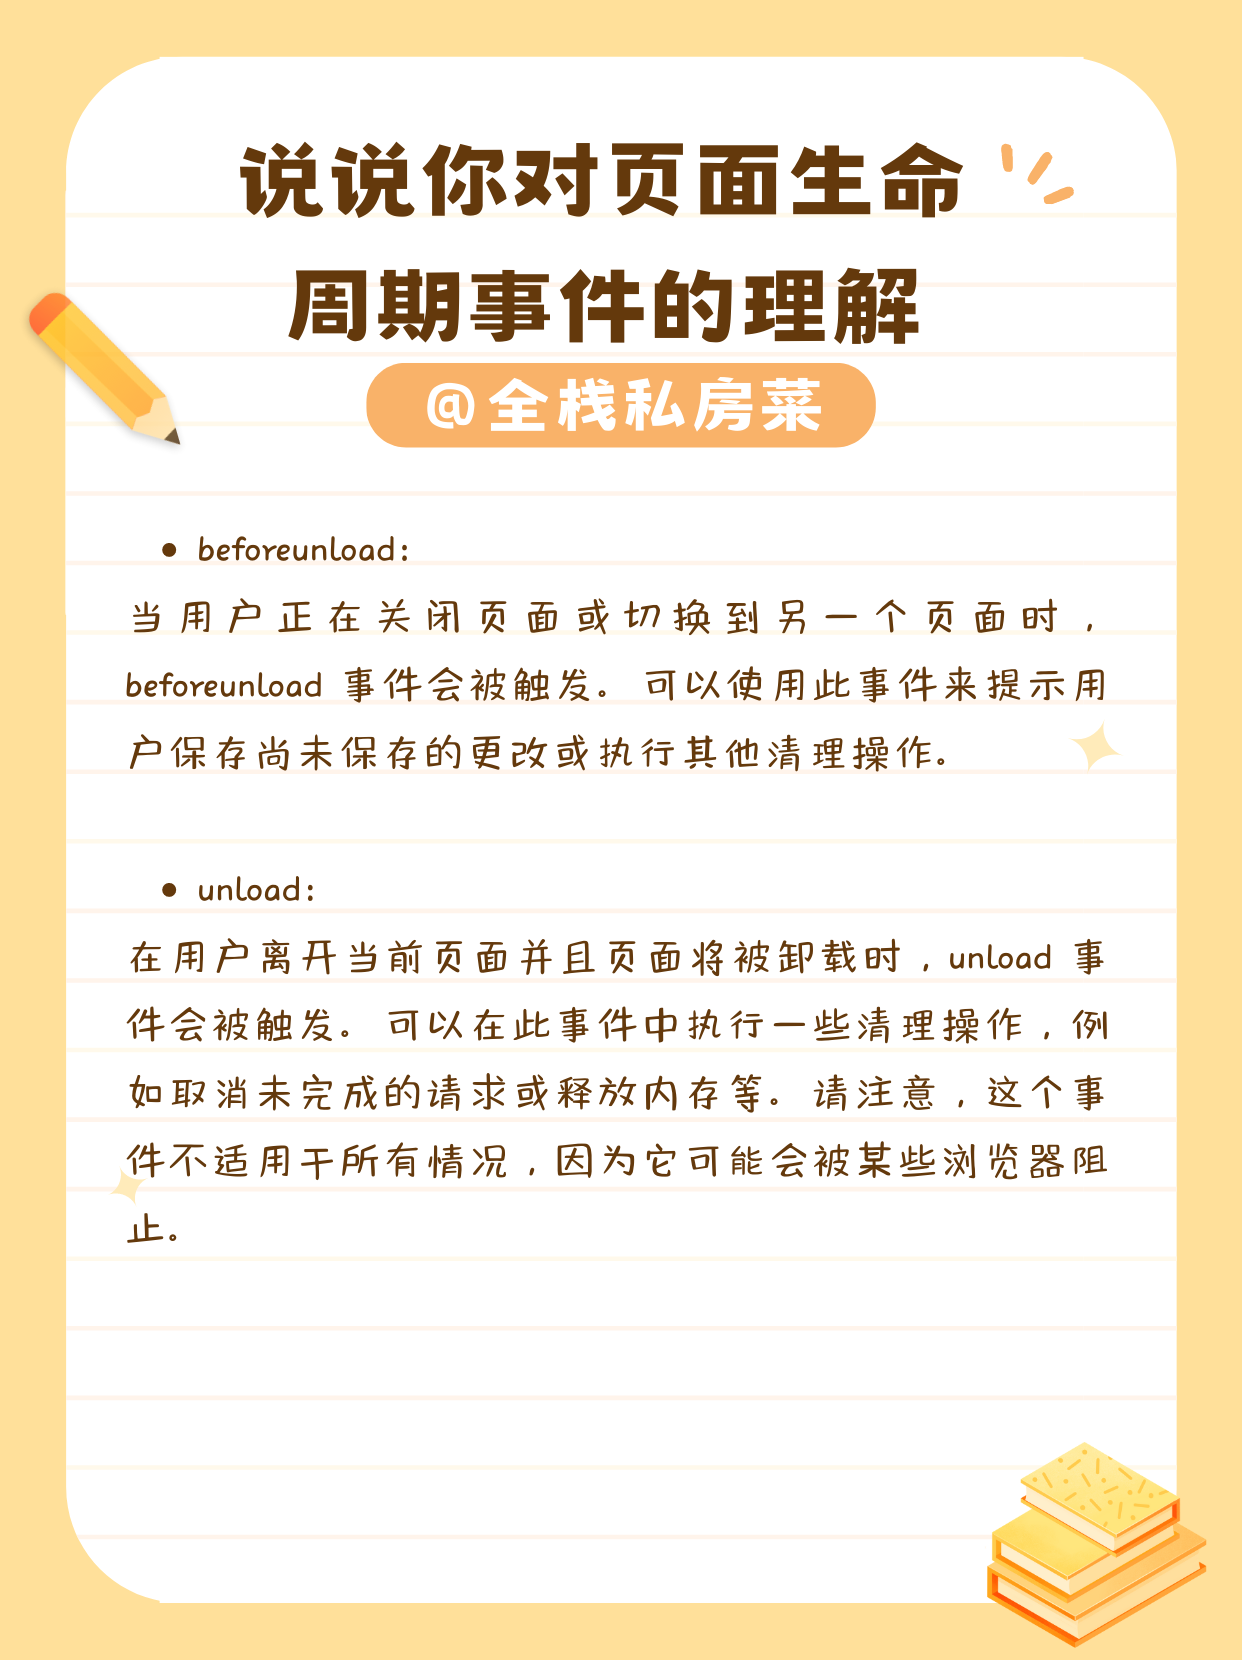 说说你对页面生命
周期事件的理解
@全栈私房菜
• beforeunload：
当用户正在关闭页面或切换到另一个页面时，
beforeunload 事件会被触发。可以使用此事件来提示用
户保存尚未保存的更改或执行其他清理操作。
• unload：
在用户离开当前页面并且页面将被卸载时，unload 事
件会被触发。可以在此事件中执行一些清理操作，例
如取消未完成的请求或释放内存等。请注意，这个事
件不适用于所有情况，因为它可能会被某些浏览器阻
止。